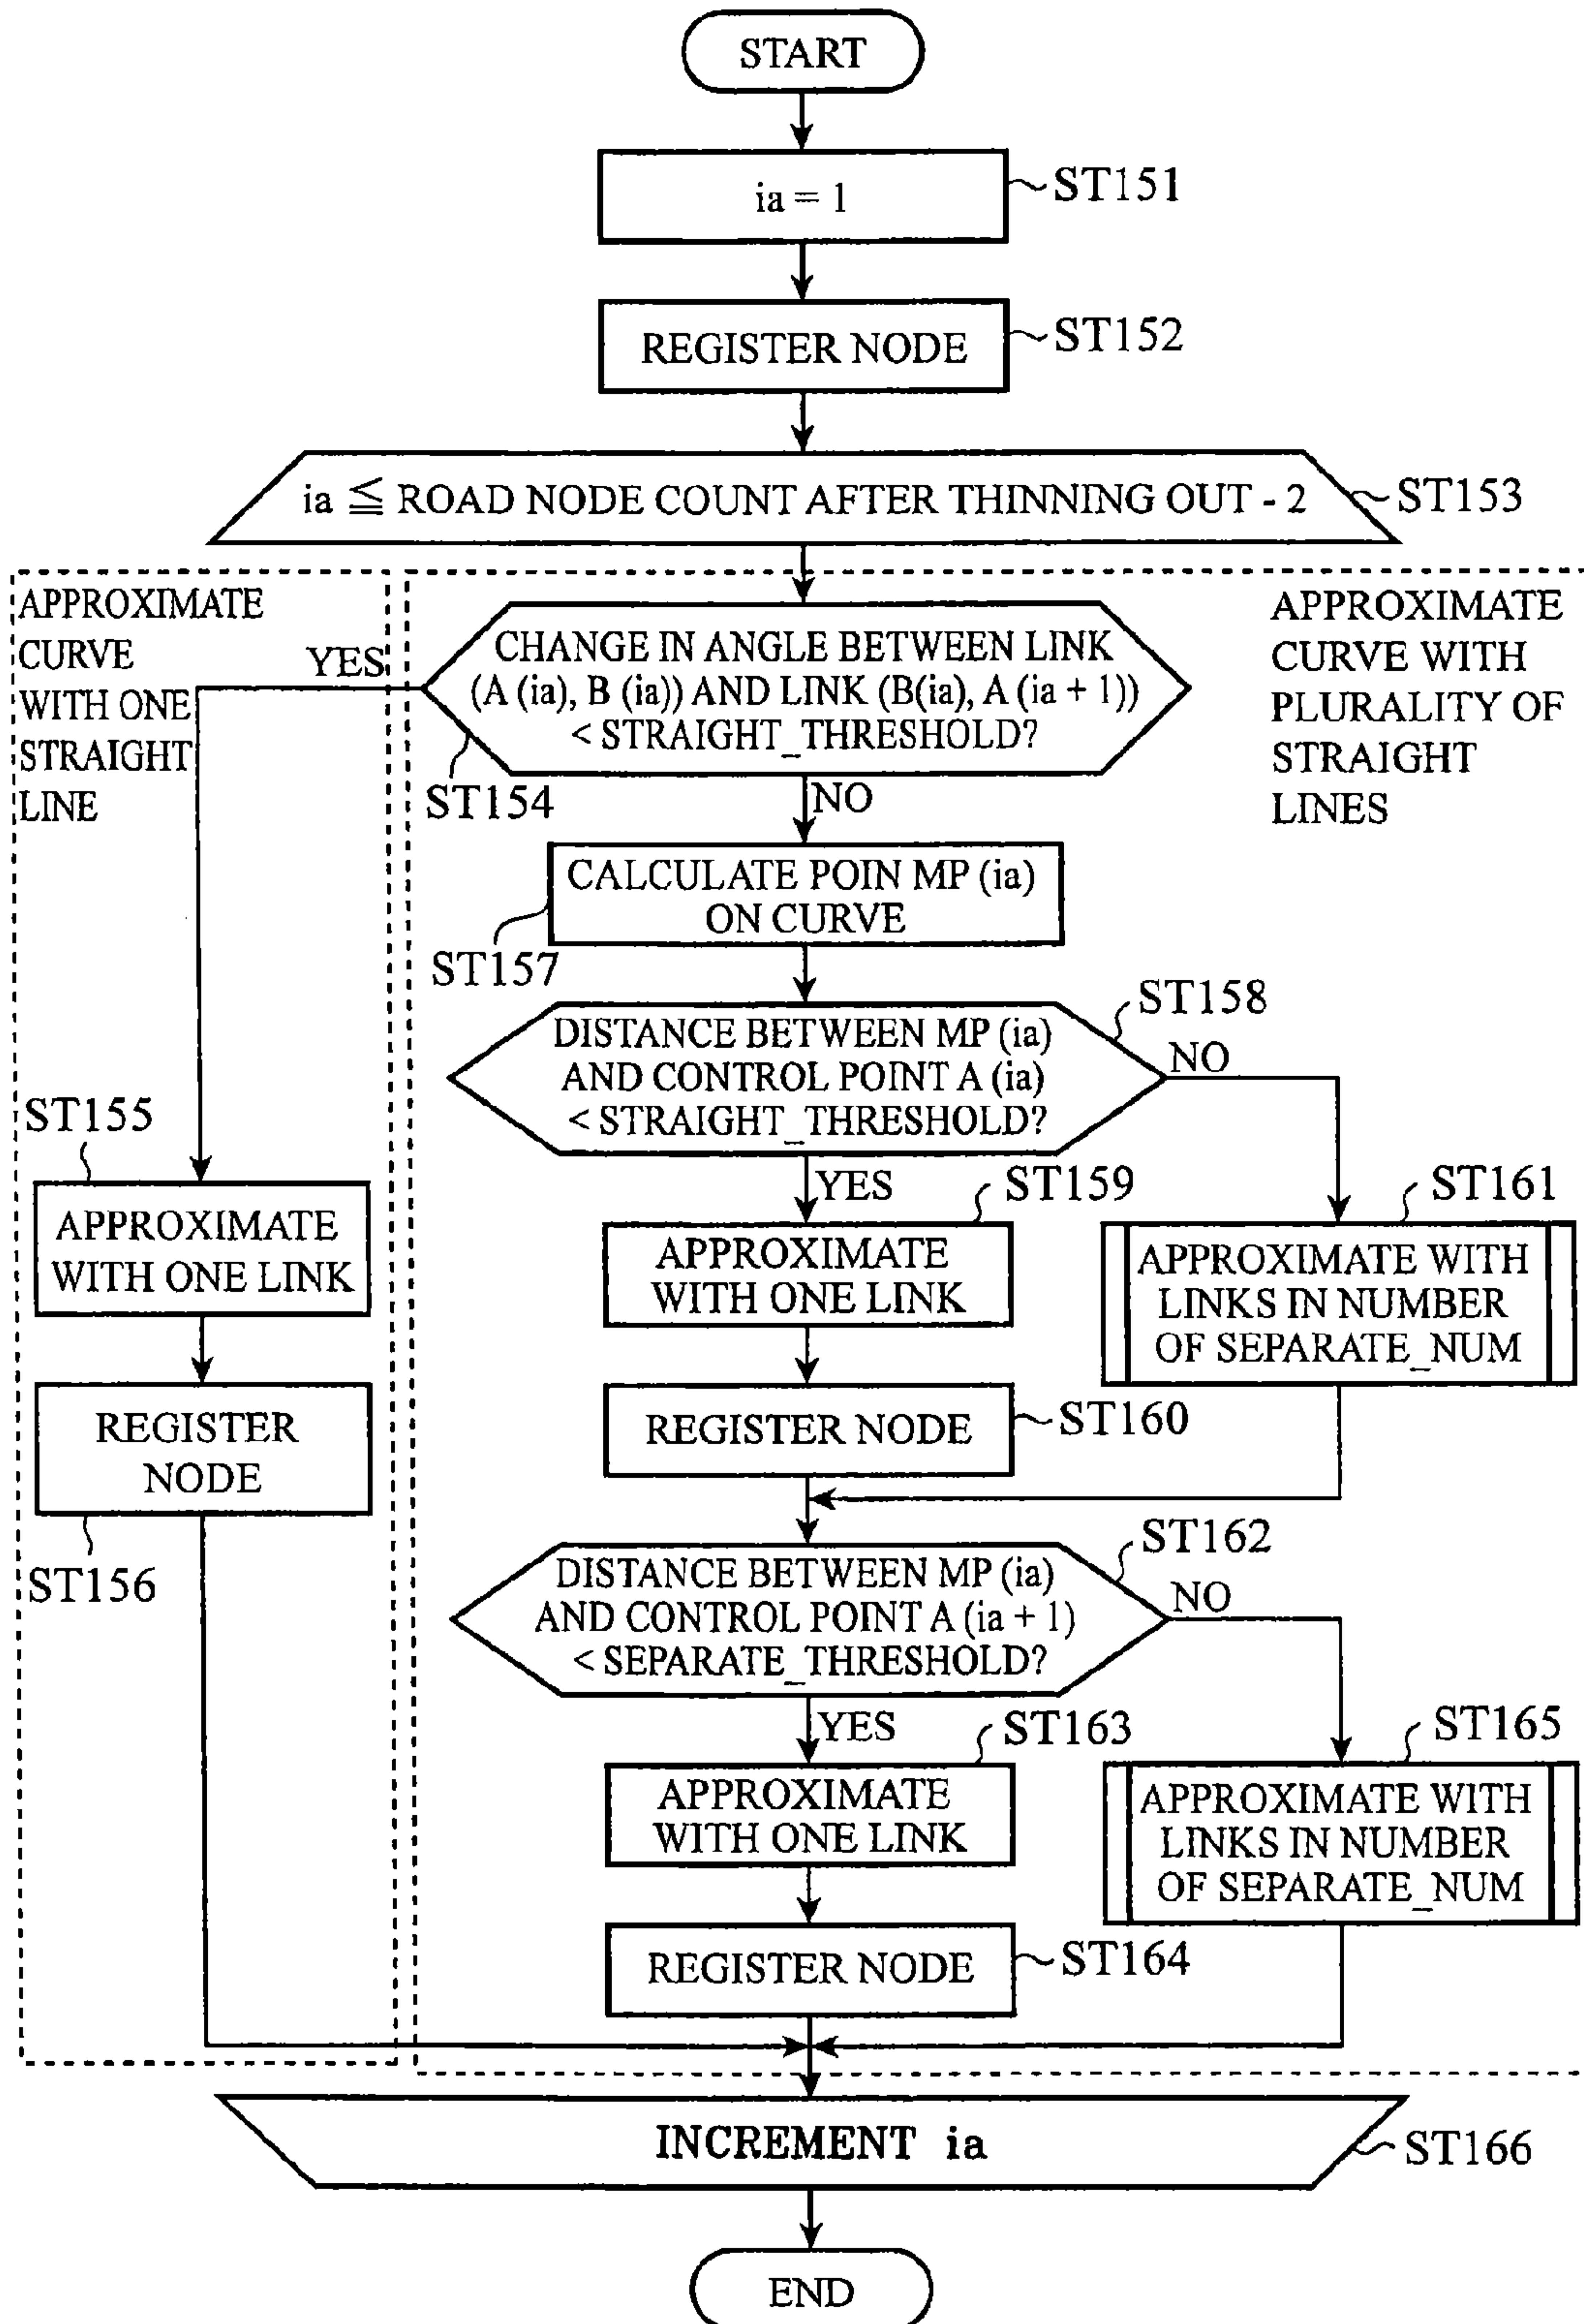 START
ia = 1
ST151
REGISTER NODE
ST152
ia ≦ ROAD NODE COUNT AFTER THINNING OUT - 2
ST153
APPROXIMATE
CURVE
WITH ONE
STRAIGHT
LINE
YES
CHANGE IN ANGLE BETWEEN LINK
(A (ia), B (ia)) AND LINK (B(ia), A (ia + 1))
< STRAIGHT_THRESHOLD?
ST154
APPROXIMATE
CURVE WITH
PLURALITY OF
STRAIGHT
LINES
NO
CALCULATE POIN MP (ia)
ON CURVE
ST157
DISTANCE BETWEEN MP (ia)
AND CONTROL POINT A (ia)
< STRAIGHT_THRESHOLD?
ST158
NO
YES
ST155
APPROXIMATE
WITH ONE LINK
ST159
APPROXIMATE
WITH ONE LINK
ST161
APPROXIMATE WITH
LINKS IN NUMBER
OF SEPARATE_NUM
REGISTER
NODE
ST156
REGISTER NODE
ST160
DISTANCE BETWEEN MP (ia)
AND CONTROL POINT A (ia + 1)
< SEPARATE_THRESHOLD?
ST162
NO
YES
ST163
APPROXIMATE
WITH ONE LINK
ST165
APPROXIMATE WITH
LINKS IN NUMBER
OF SEPARATE_NUM
REGISTER NODE
ST164
INCREMENT ia
ST166
END